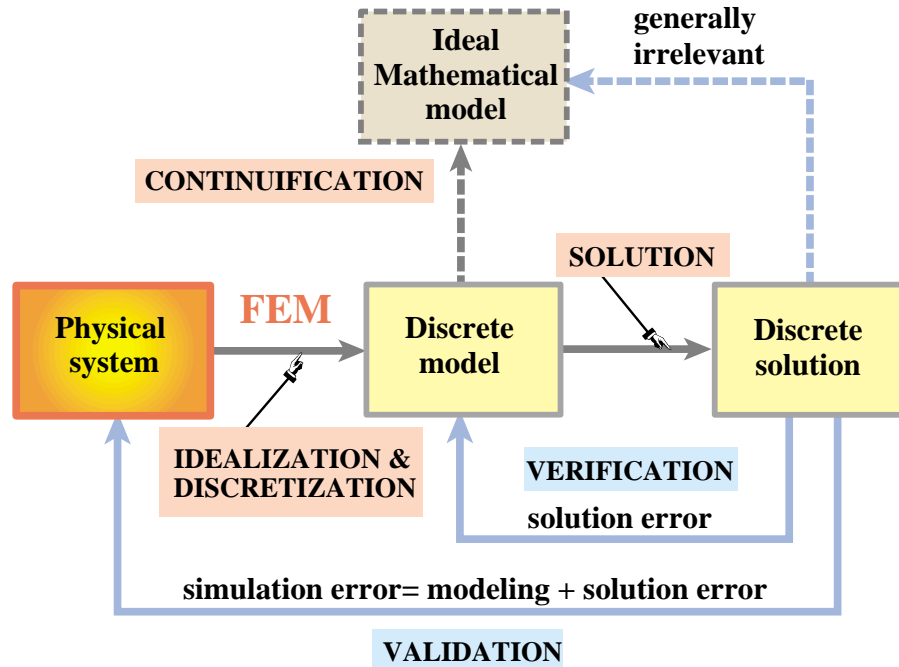 generally
irrelevant
Ideal
Mathematical
model
CONTINUIFICATION
SOLUTION
FEM
Physical
system
Discrete
model
Discrete
solution
IDEALIZATION &
DISCRETIZATION
VERIFICATION
solution error
simulation error= modeling + solution error
VALIDATION